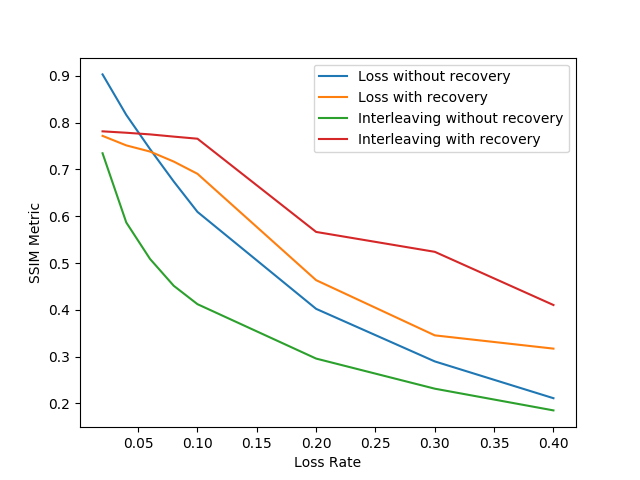 0.9
0.8
0.7
0.6
0.5
0.4
0.3
0.2
SSIM Metric
Loss without recovery
Loss with recovery
Interleaving without recovery
Interleaving with recovery
0.05 0.10 0.15 0.20 0.25 0.30 0.35 0.40
Loss Rate